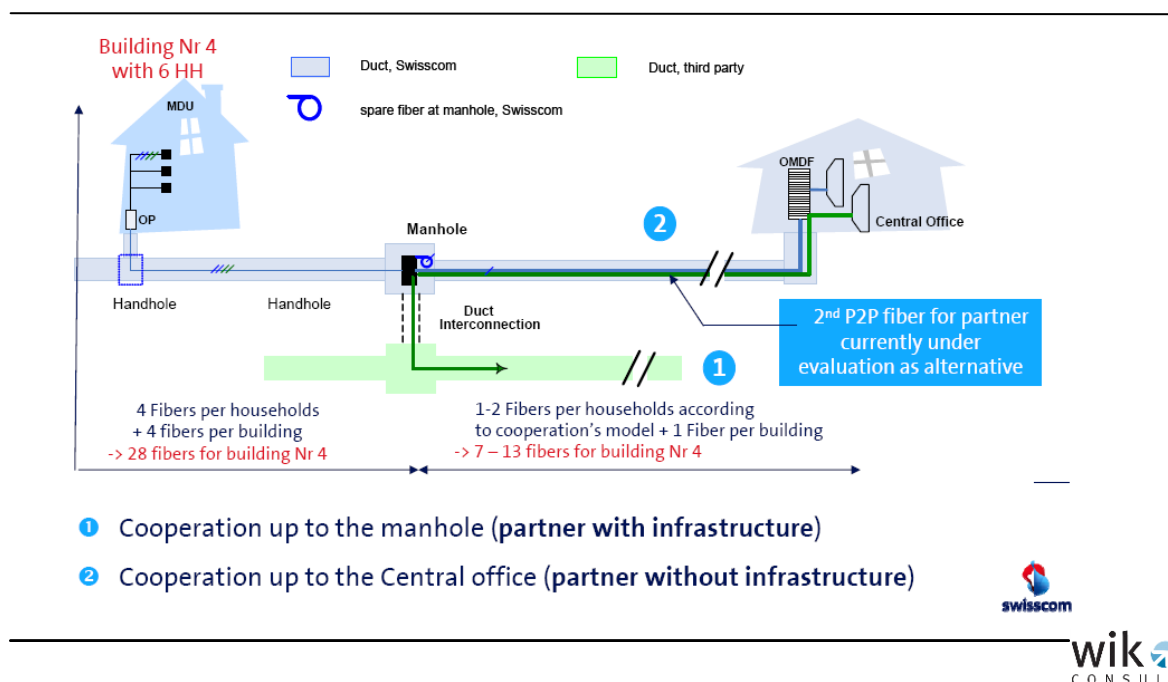 Building Nr 4
with 6 HH
Duct, Swisscom
Duct, third party
spare fiber at manhole, Swisscom
MDU
OP
OMDF
Central Office
2
Manhole
Handhole
Handhole
Duct
Interconnection
2nd P2P fiber for partner
currently under
evaluation as alternative
1
4 Fibers per households
+ 4 fibers per building
-> 28 fibers for building Nr 4
1-2 Fibers per households according
to cooperation's model + 1 Fiber per building
-> 7 – 13 fibers for building Nr 4
1 Cooperation up to the manhole (partner with infrastructure)
2 Cooperation up to the Central office (partner without infrastructure)
swisscom
wik